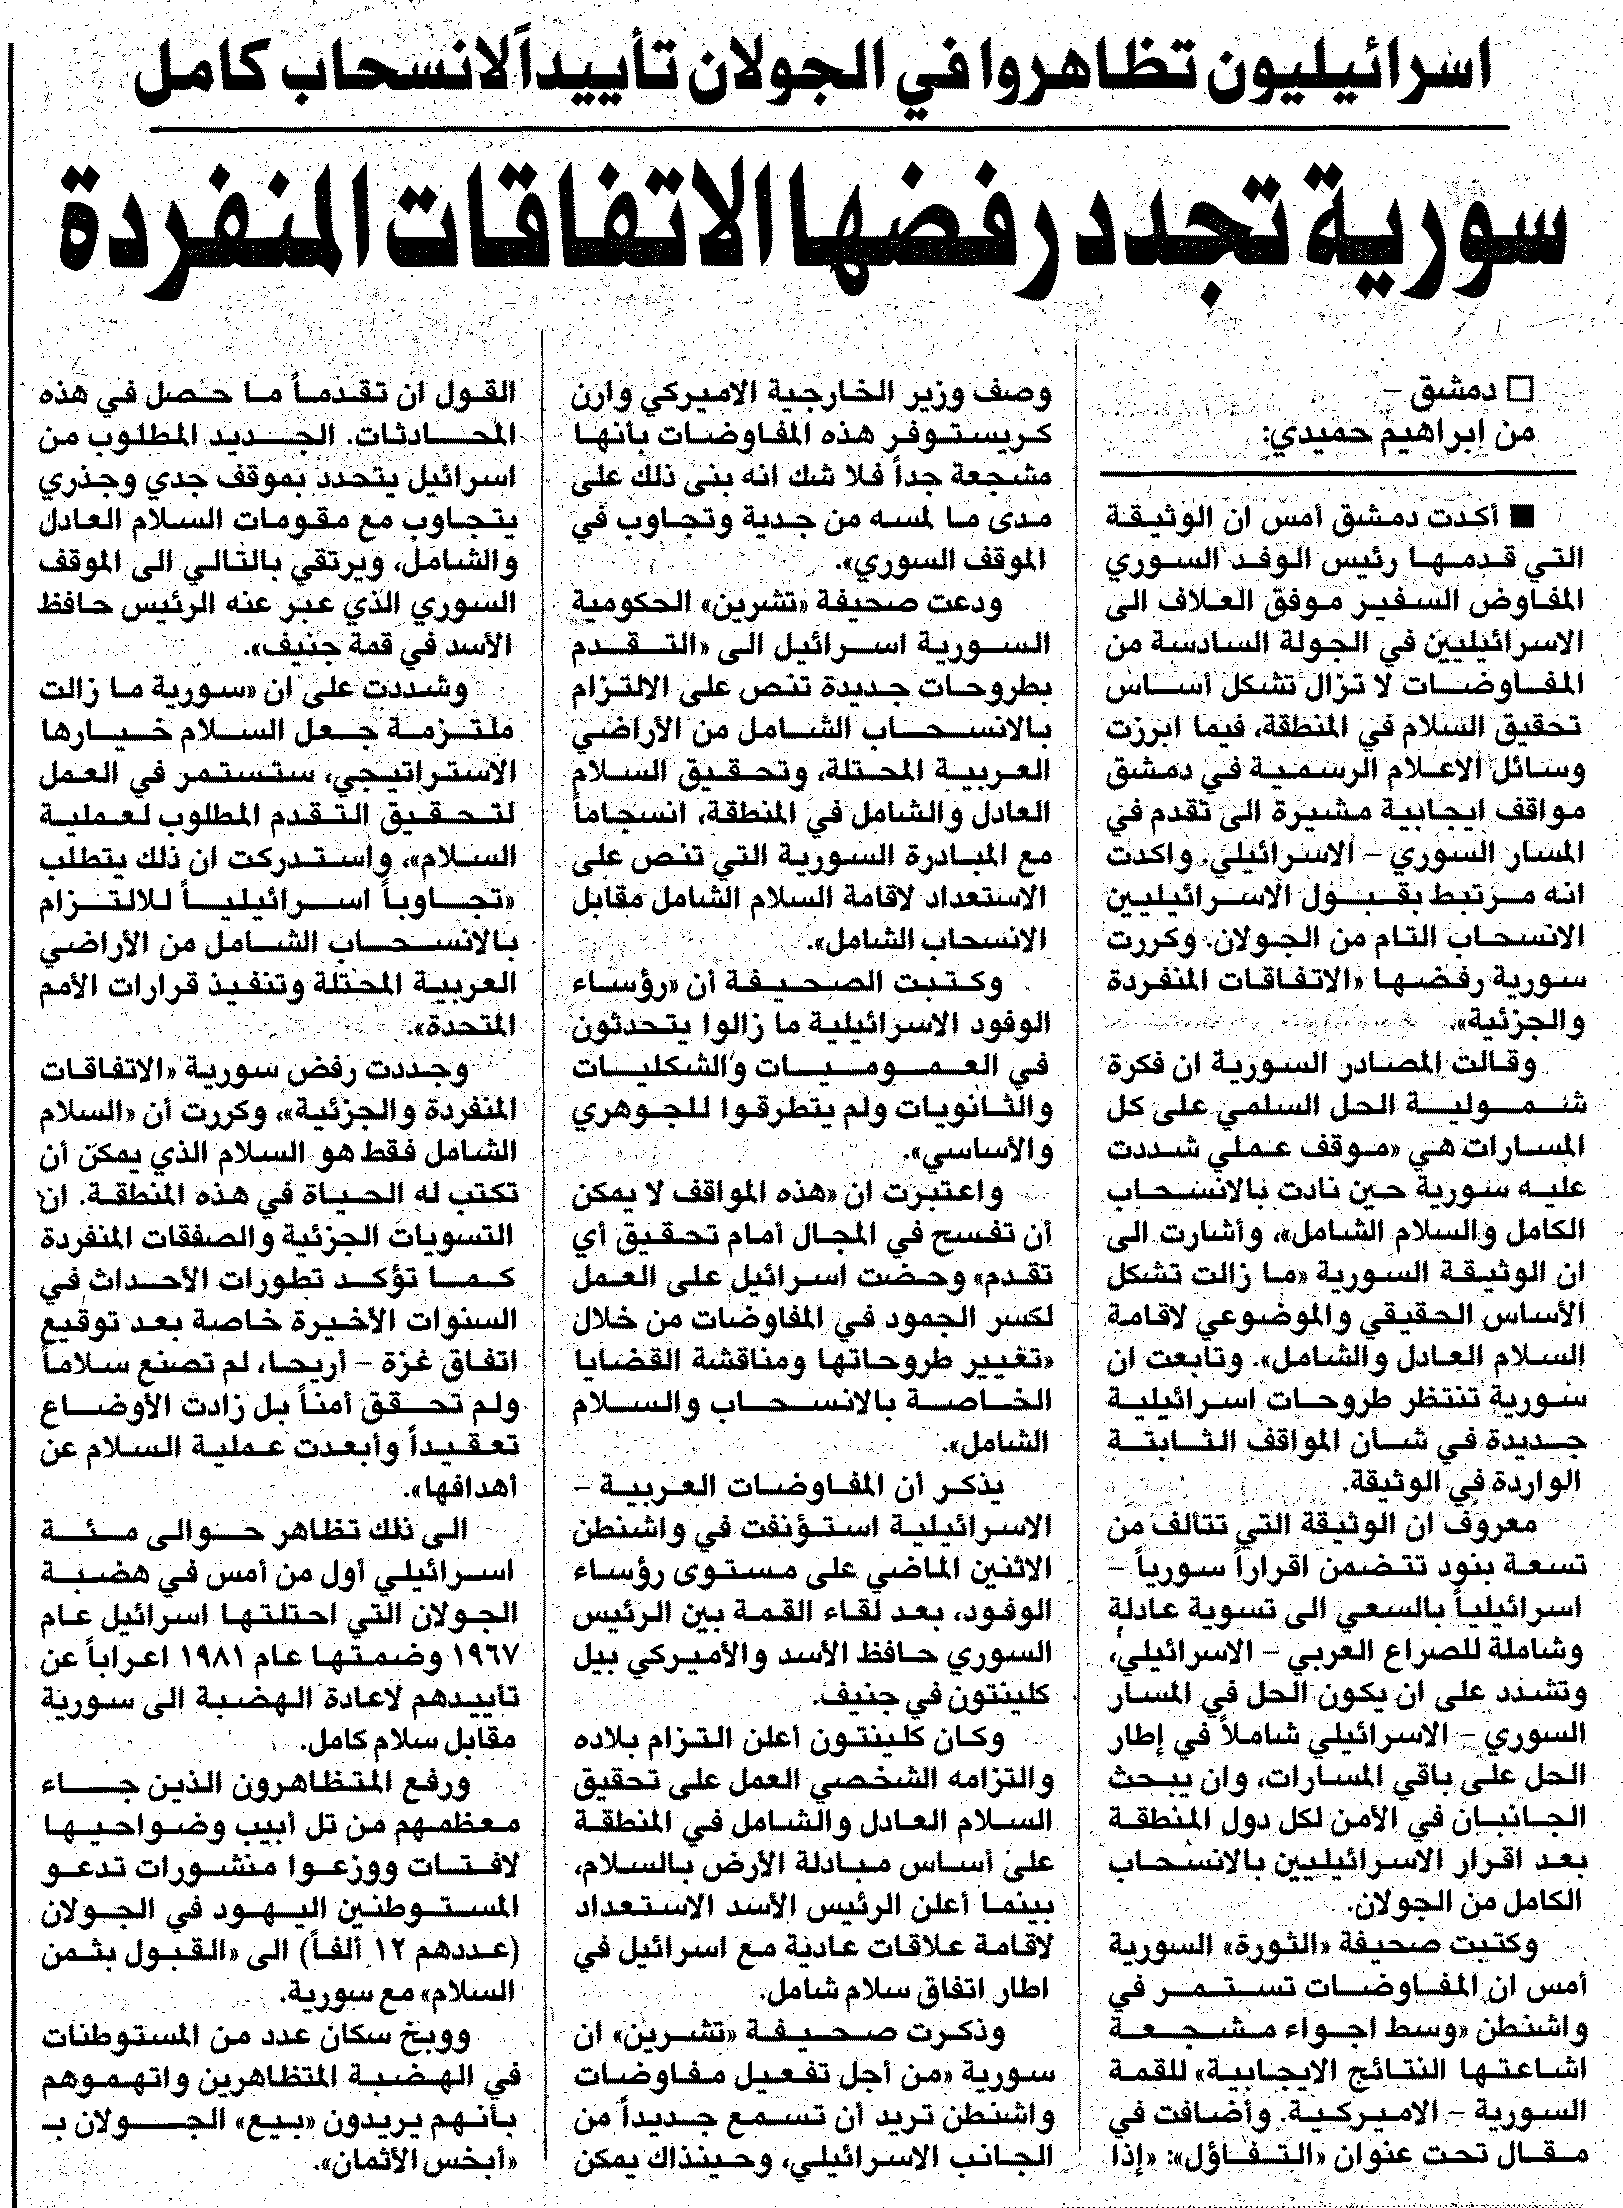 اسرائيليون تظاهروا في الجولان تأييداً لانسحاب كامل
سورية تجدد رفضها الاتفاقات المنفردة
□ دمشق –
من ابراهيم حميدي:
■ أكدت دمشق أمس ان الوثيقة
التي قدمها رئيس الوفد السوري
المفاوض السفير موفق العلاف الى
الاسرائيليين في الجولة السادسة من
المفاوضات لا تزال تشكل أساس
تحقيق السلام في المنطقة، فيما ابرزت
وسائل الاعلام الرسمية في دمشق
مواقف ايجابية مشيرة الى تقدم في
المسار السوري – الاسرائيلي. واكدت
انه مرتبط بقبول الاسرائيليين
الانسحاب التام من الجولان. وكررت
سورية رفضها «الاتفاقات المنفردة
والجزئية».
وقالت المصادر السورية ان فكرة
شمولية الحل السلمي على كل
المسارات هي «موقف عملي شددت
عليه سورية حين نادت بالانسحاب
الكامل والسلام الشامل»، وأشارت الى
ان الوثيقة السورية «ما زالت تشكل
الأساس الحقيقي والموضوعي لاقامة
السلام العادل والشامل». وتابعت ان
سورية تنتظر طروحات اسرائيلية
جديدة في شأن المواقف الثابتة
الواردة في الوثيقة.
معروف ان الوثيقة التي تتألف من
تسعة بنود تتضمن اقراراً سورياً –
اسرائيلياً بالسعي الى تسوية عادلة
وشاملة للصراع العربي – الاسرائيلي،
وتشدد على ان يكون الحل في المسار
السوري – الاسرائيلي شاملاً في إطار
الحل على باقي المسارات، وان يبحث
الجانبان في الأمن لكل دول المنطقة
بعد اقرار الاسرائيليين بالانسحاب
الكامل من الجولان.
وكتبت صحيفة «الثورة» السورية
أمس ان المفاوضات تستمر في
واشنطن «وسط اجواء مشجعة
اشاعتها النتائج الايجابية» للقمة
السورية – الاميركية. وأضافت في
مقال تحت عنوان «التفاؤل»: «إذا
وصف وزير الخارجية الاميركي وارن
كريستوفر هذه المفاوضات بأنها
مشجعة جداً فلا شك انه بنى ذلك على
مدى ما لمسه من جدية وتجاوب في
الموقف السوري».
ودعت صحيفة «تشرين» الحكومية
السورية اسرائيل الى «التقدم
بطروحات جديدة تنص على الالتزام
بالانسحاب الشامل من الأراضي
العربية المحتلة، وتحقيق السلام
العادل والشامل في المنطقة، انسجاماً
مع المبادرة السورية التي تنص على
الاستعداد لاقامة السلام الشامل مقابل
الانسحاب الشامل».
وكتبت الصحيفة أن «رؤساء
الوفود الاسرائيلية ما زالوا يتحدثون
في العموميات والشكليات
والثانويات ولم يتطرقوا للجوهري
والأساسي».
واعتبرت ان «هذه المواقف لا يمكن
أن تفسح في المجال أمام تحقيق أي
تقدم» وحضت اسرائيل على العمل
لكسر الجمود في المفاوضات من خلال
«تغيير طروحاتها ومناقشة القضايا
الخاصة بالانسحاب والسلام
الشامل».
يذكر أن المفاوضات العربية –
الاسرائيلية استؤنفت في واشنطن
الاثنين الماضي على مستوى رؤساء
الوفود، بعد لقاء القمة بين الرئيس
السوري حافظ الأسد والأميركي بيل
كلينتون في جنيف.
وكان كلينتون أعلن التزام بلاده
والتزامه الشخصي العمل على تحقيق
السلام العادل والشامل في المنطقة
على أساس مبادلة الأرض بالسلام،
بينما أعلن الرئيس الأسد الاستعداد
لاقامة علاقات عادية مع اسرائيل في
اطار اتفاق سلام شامل.
وذكرت صحيفة «تشرين» ان
سورية «من أجل تفعيل مفاوضات
واشنطن تريد أن تسمع جديداً من
الجانب الاسرائيلي، وحينذاك يمكن
القول ان تقدماً ما حصل في هذه
المحادثات. الجديد المطلوب من
اسرائيل يتحدد بموقف جدي وجذري
يتجاوب مع مقومات السلام العادل
والشامل، ويرتقي بالتالي الى الموقف
السوري الذي عبر عنه الرئيس حافظ
الأسد في قمة جنيف».
وشددت على ان «سورية ما زالت
ملتزمة جعل السلام خيارها
الاستراتيجي، ستستمر في العمل
لتحقيق التقدم المطلوب لعملية
السلام»، واستدركت ان ذلك يتطلب
«تجاوباً اسرائيلياً للالتزام
بالانسحاب الشامل من الأراضي
العربية المحتلة وتنفيذ قرارات الأمم
المتحدة».
وجددت رفض سورية «الاتفاقات
المنفردة والجزئية»، وكررت أن «السلام
الشامل فقط هو السلام الذي يمكن أن
تكتب له الحياة في هذه المنطقة. ان
التسويات الجزئية والصفقات المنفردة
كما تؤكد تطورات الأحداث في
السنوات الأخيرة خاصة بعد توقيع
اتفاق غزة – أريحا، لم تصنع سلاماً
ولم تحقق أمناً بل زادت الأوضاع
تعقيداً وأبعدت عملية السلام عن
أهدافها».
الى ذلك تظاهر حوالى مئة
اسرائيلي أول من أمس في هضبة
الجولان التي احتلتها اسرائيل عام
١٩٦٧ وضمتها عام ١٩٨١ اعراباً عن
تأييدهم لاعادة الهضبة الى سورية
مقابل سلام كامل.
ورفع المتظاهرون الذين جاء
معظمهم من تل أبيب وضواحيها
لافتات ووزعوا منشورات تدعو
المستوطنين اليهود في الجولان
(عددهم ١٢ ألفاً) الى «القبول بثمن
السلام» مع سورية.
ووبخ سكان عدد من المستوطنات
في الهضبة المتظاهرين واتهموهم
بأنهم يريدون «بيع» الجولان بـ
«أبخس الأثمان».